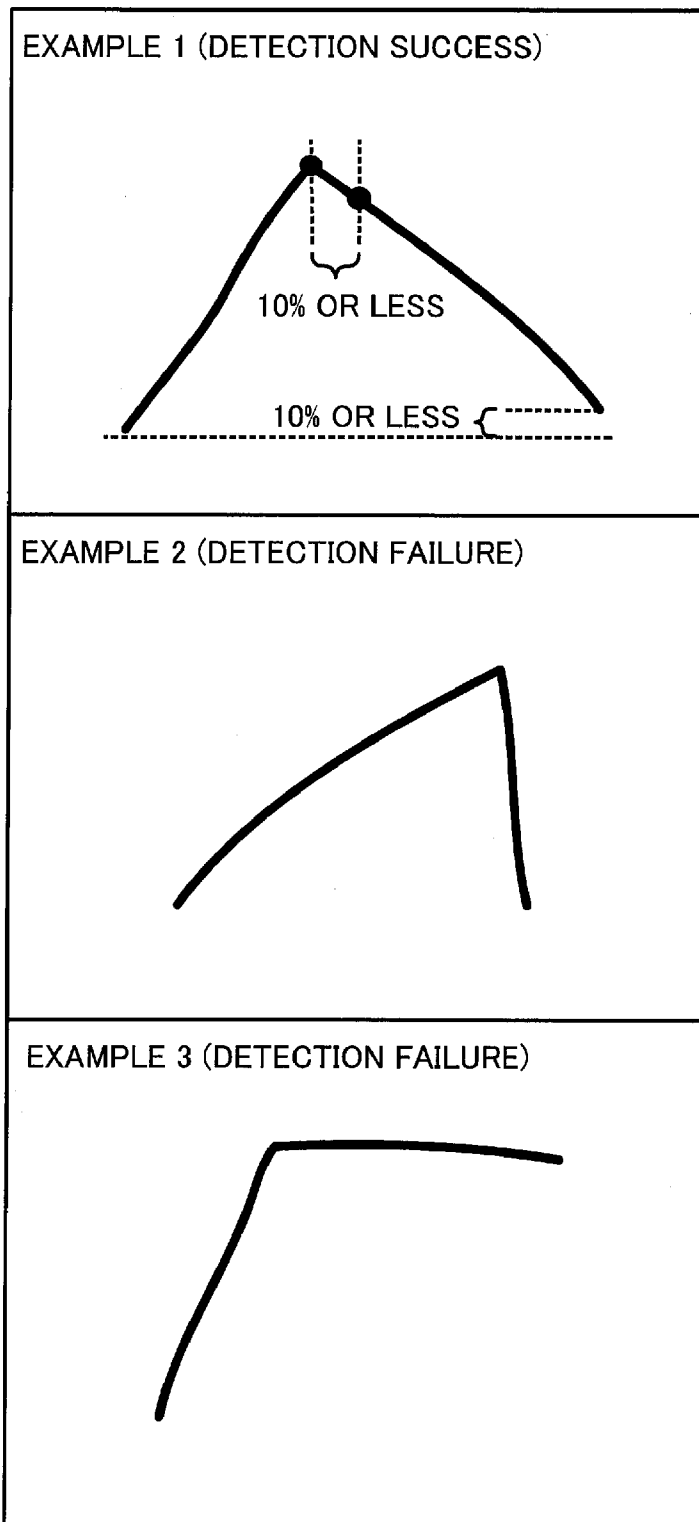 EXAMPLE 1 (DETECTION SUCCESS)
10% OR LESS
10% OR LESS
EXAMPLE 2 (DETECTION FAILURE)
EXAMPLE 3 (DETECTION FAILURE)